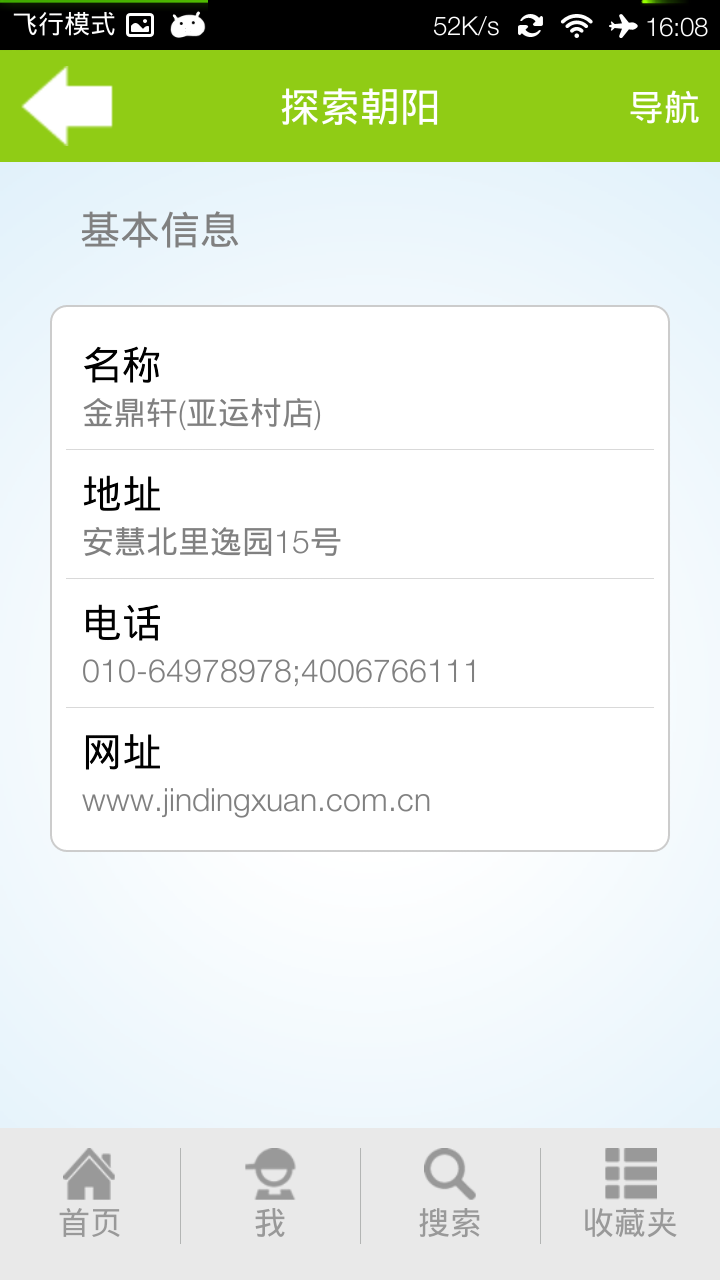 飞行模式 52K/s 16:08
探索朝阳 导航
基本信息
名称
金鼎轩(亚运村店)
地址
安慧北里逸园15号
电话
010-64978978;4006766111
网址
www.jindingxuan.com.cn
首页 我 搜索 收藏夹